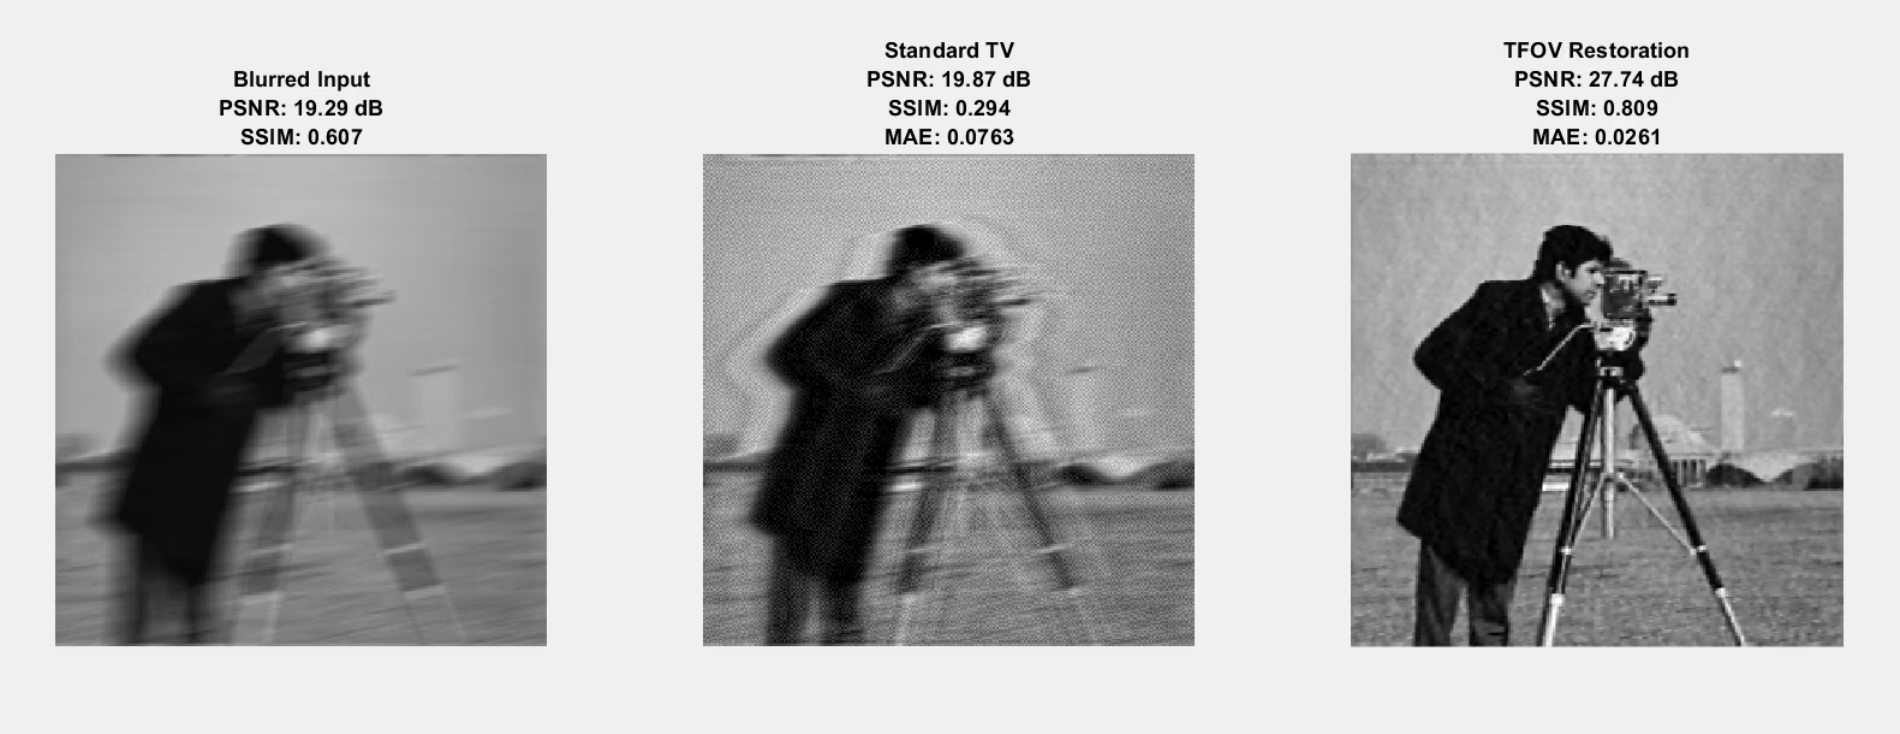 Blurred Input
PSNR: 19.29 dB
SSIM: 0.607
Standard TV
PSNR: 19.87 dB
SSIM: 0.294
MAE: 0.0763
TFOV Restoration
PSNR: 27.74 dB
SSIM: 0.809
MAE: 0.0261